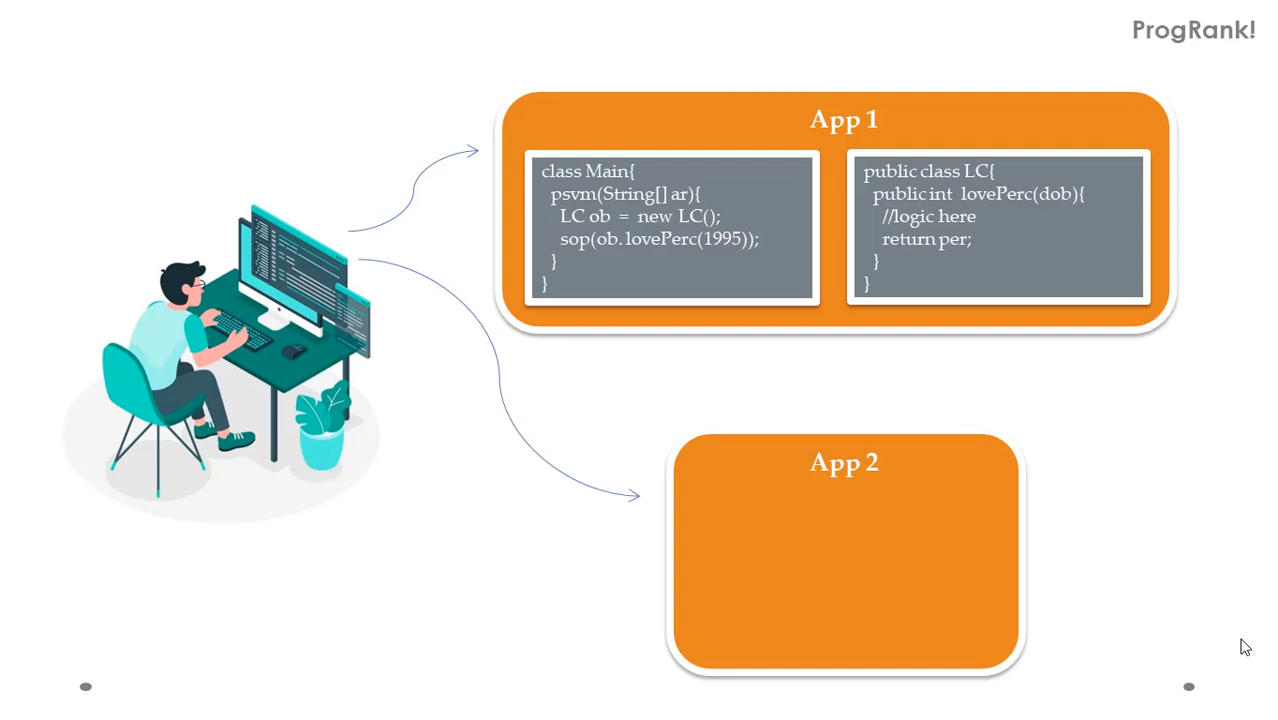 ProgRank!
App 1
class Main{
psvm(String[] ar){
LC ob = new LC();
sop(ob.lovePerc(1995));
}
}
public class LC{
public int lovePerc(dob){
//logic here
return per;
}
}
App 2